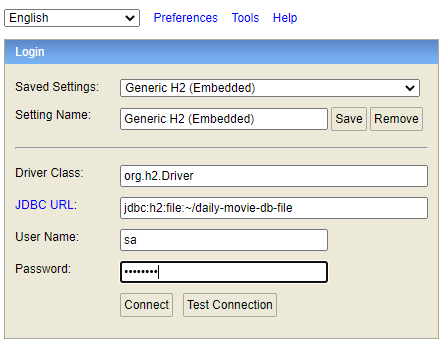 English Preferences Tools Help
Login
Saved Settings: Generic H2 (Embedded)
Setting Name: Generic H2 (Embedded) Save Remove
Driver Class: org.h2.Driver
JDBC URL: jdbc:h2:file:~/daily-movie-db-file
User Name: sa
Password: ••••••••
Connect Test Connection